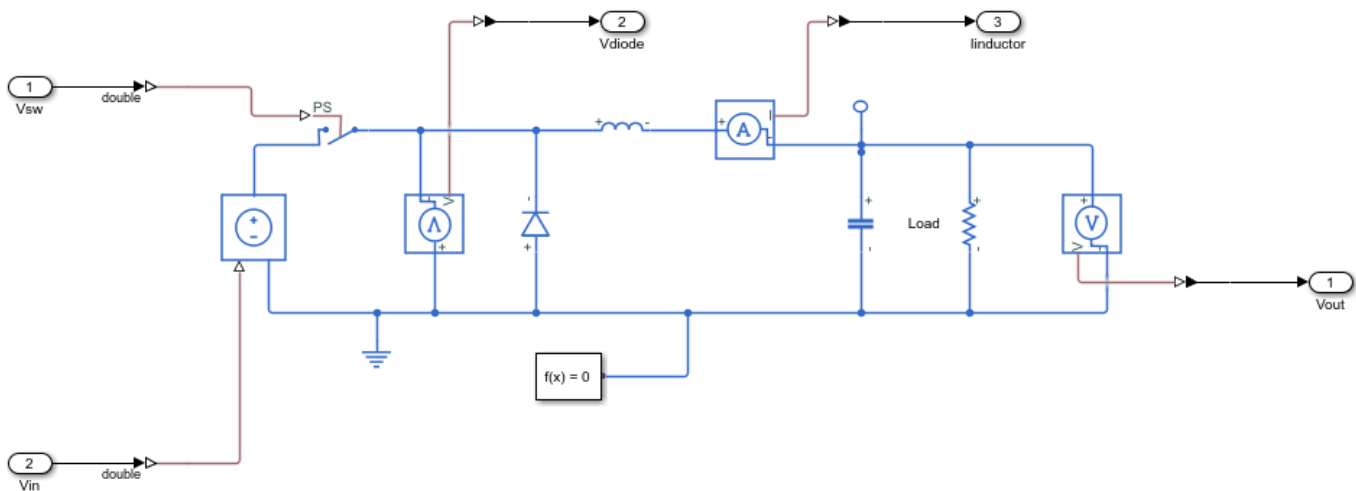 2
Vdiode
3
Iinductor
1
Vsw
double
PS
+
-
+
A
I
-
+
-
V
-
V
+
-
+
+
-
Load
+
-
+
V
V
-
1
Vout
f(x) = 0
2
Vin
double